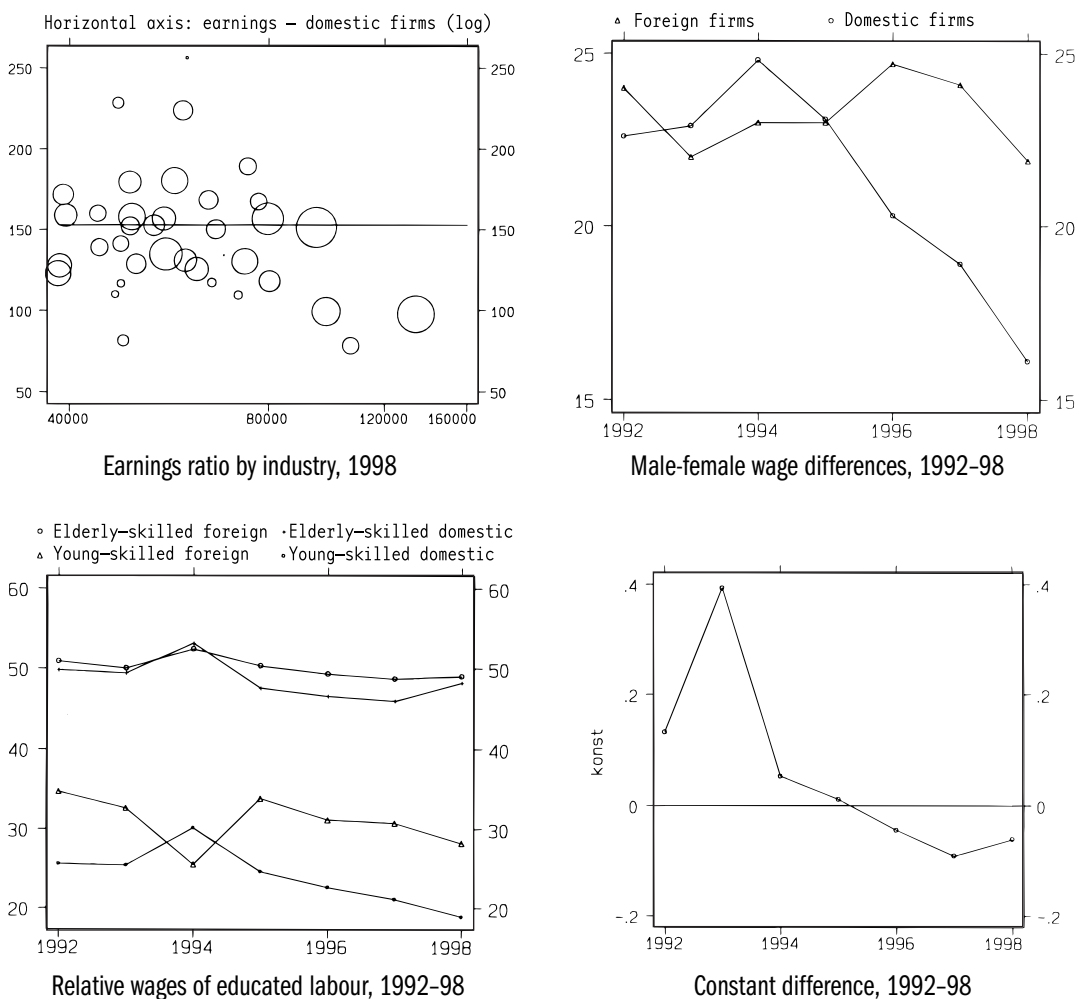 Horizontal axis: earnings — domestic firms (log)
250 250
200 200
150 150
100 100
50 50
40000 80000 120000 160000
Earnings ratio by industry, 1998
Foreign firms Domestic firms
25 25
20 20
15 15
1992 1994 1996 1998
Male-female wage differences, 1992–98
Elderly—skilled foreign Elderly—skilled domestic
Young—skilled foreign Young—skilled domestic
60 60
50 50
40 40
30 30
20 20
1992 1994 1996 1998
Relative wages of educated labour, 1992–98
konst
.4 .4
.2 .2
0 0
-.2 -.2
1992 1994 1996 1998
Constant difference, 1992–98